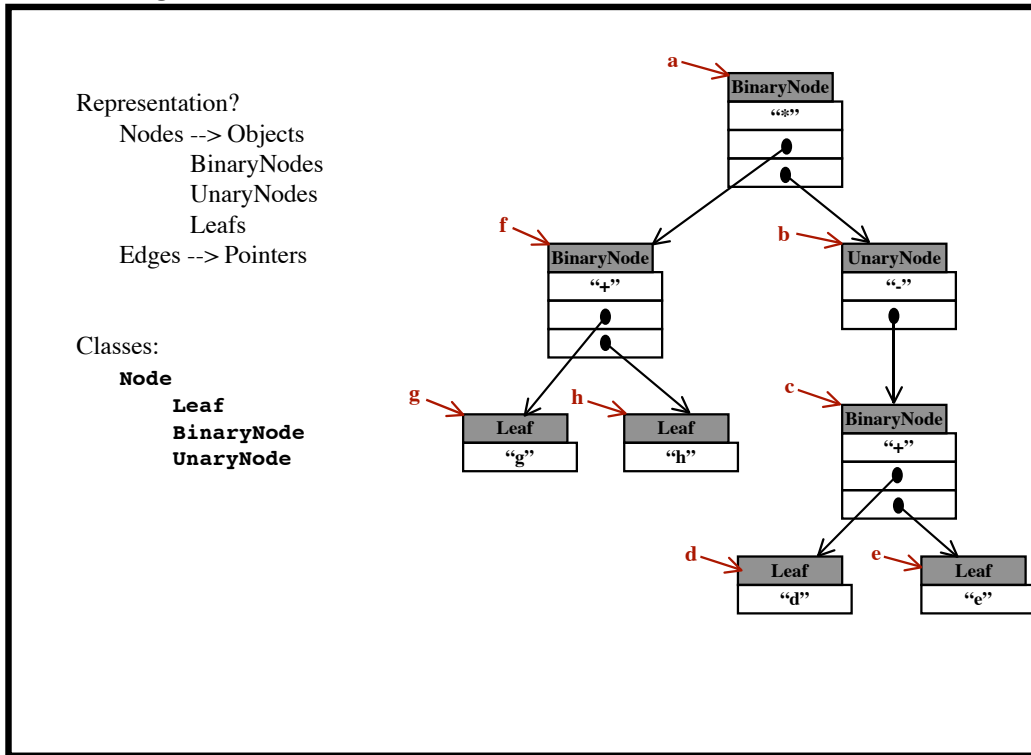 Representation?
Nodes --> Objects
BinaryNodes
UnaryNodes
Leafs
Edges --> Pointers
Classes:
Node
Leaf
BinaryNode
UnaryNode
a
BinaryNode
“*”
f
BinaryNode
“+”
b
UnaryNode
“-”
g
Leaf
“g”
h
Leaf
“h”
c
BinaryNode
“+”
d
Leaf
“d”
e
Leaf
“e”